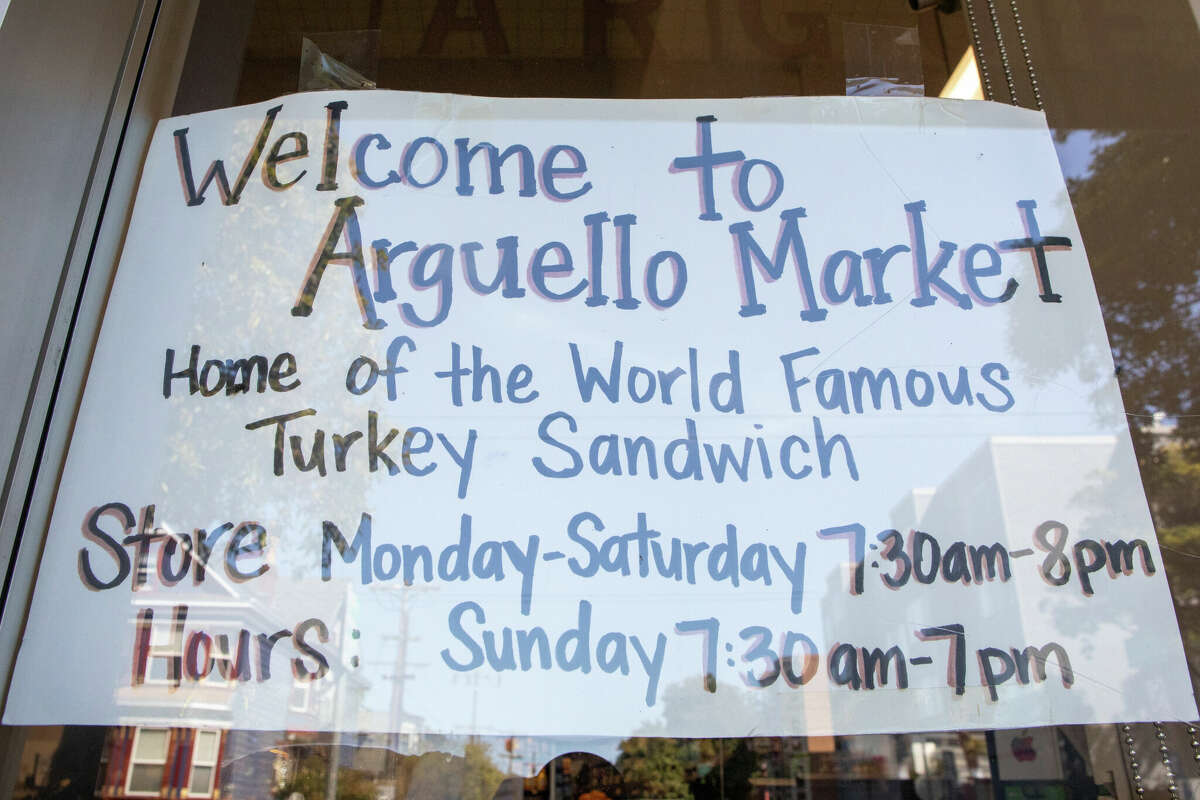 Welcome to
Arguello Market
Home of the World Famous
Turkey Sandwich
Store Monday-Saturday 7:30am-8pm
Hours: Sunday 7:30am-7pm